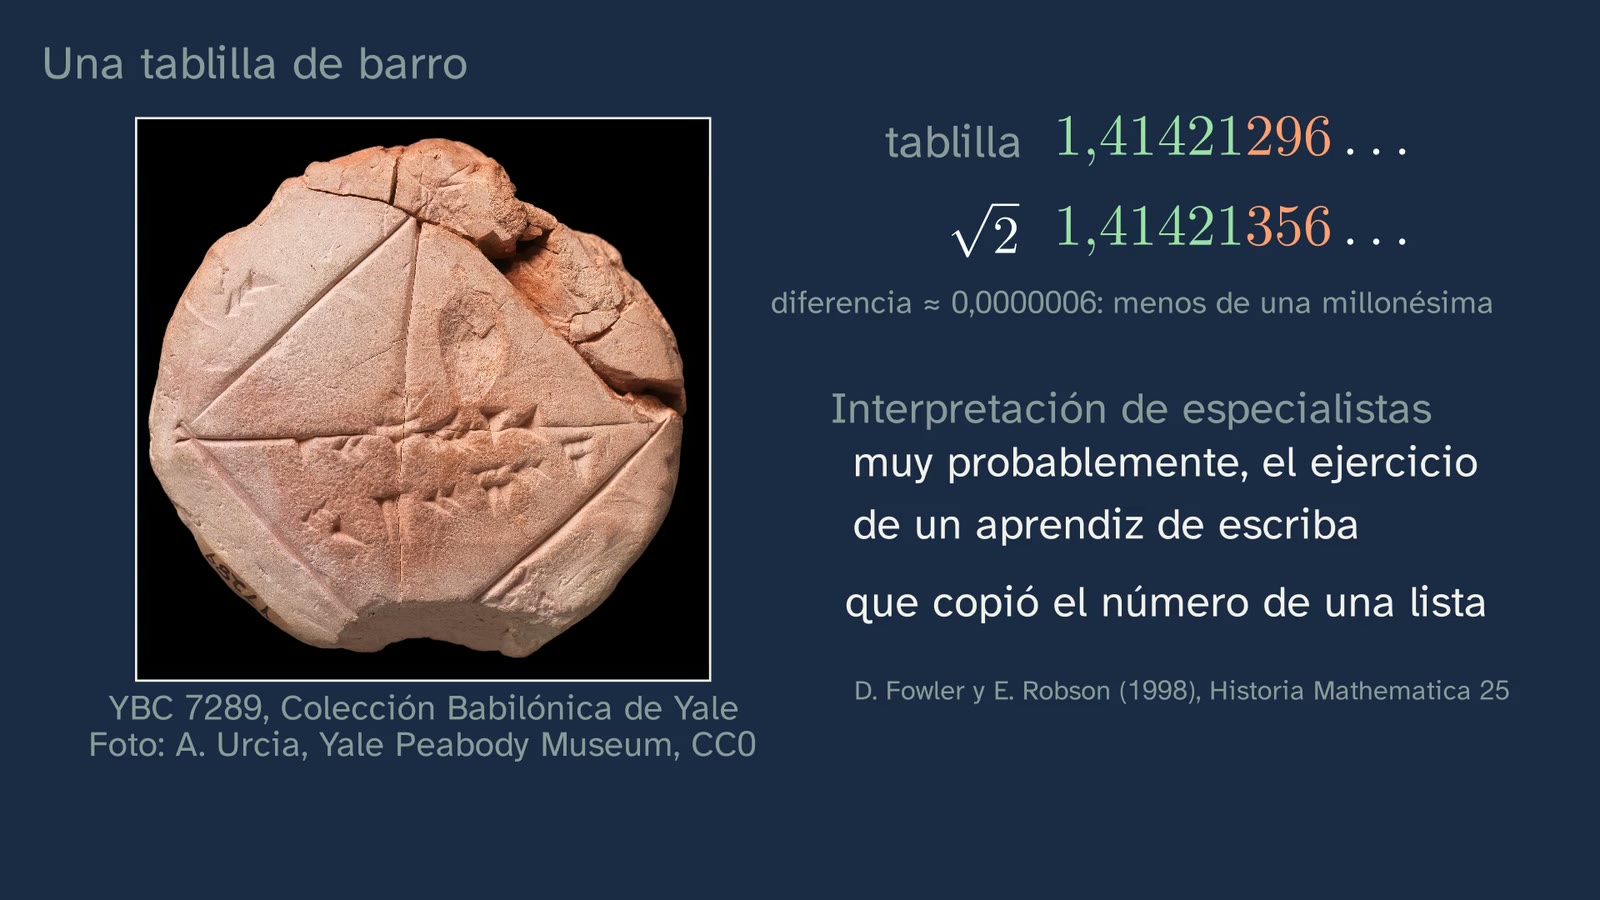 Una tablilla de barro
tablilla 1,41421296...
√2 1,41421356...
diferencia ≈ 0,0000006: menos de una millonésima
Interpretación de especialistas
muy probablemente, el ejercicio
de un aprendiz de escriba
que copió el número de una lista
D. Fowler y E. Robson (1998), Historia Mathematica 25
YBC 7289, Colección Babilónica de Yale
Foto: A. Urcia, Yale Peabody Museum, CC0